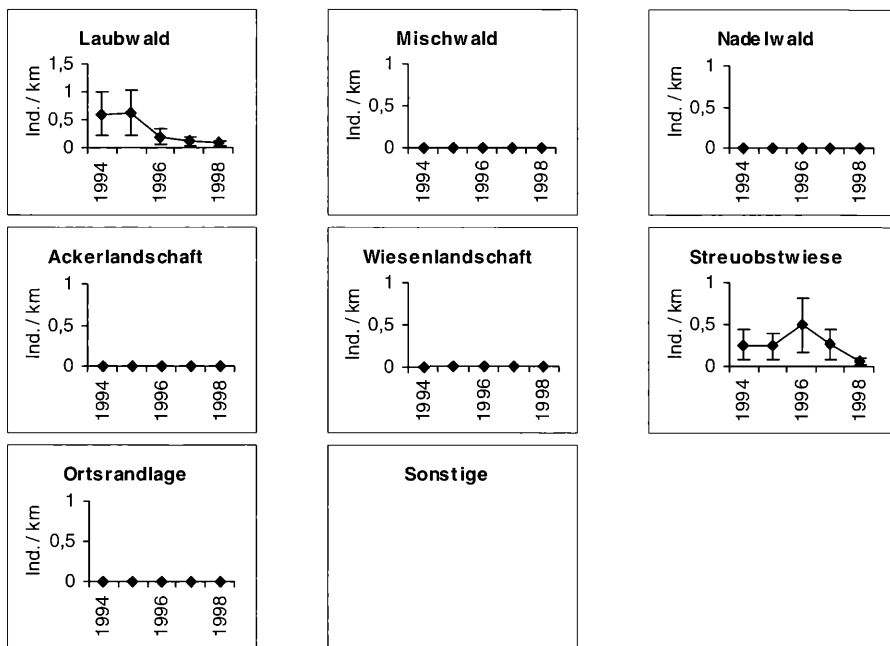 Laubwald
Ind. / km
1,5
1
0,5
0
1994
1996
1998
Mischwald
Ind. / km
1
0,5
0
1994
1996
1998
Nadelwald
Ind. / km
1
0,5
0
1994
1996
1998
Ackerlandschaft
Ind. / km
1
0,5
0
1994
1996
1998
Wiesenlandschaft
Ind. / km
1
0,5
0
1994
1996
1998
Streuobstwiese
Ind. / km
1
0,5
0
1994
1996
1998
Ortsrandlage
Ind. / km
1
0,5
0
1994
1996
1998
Sonstige